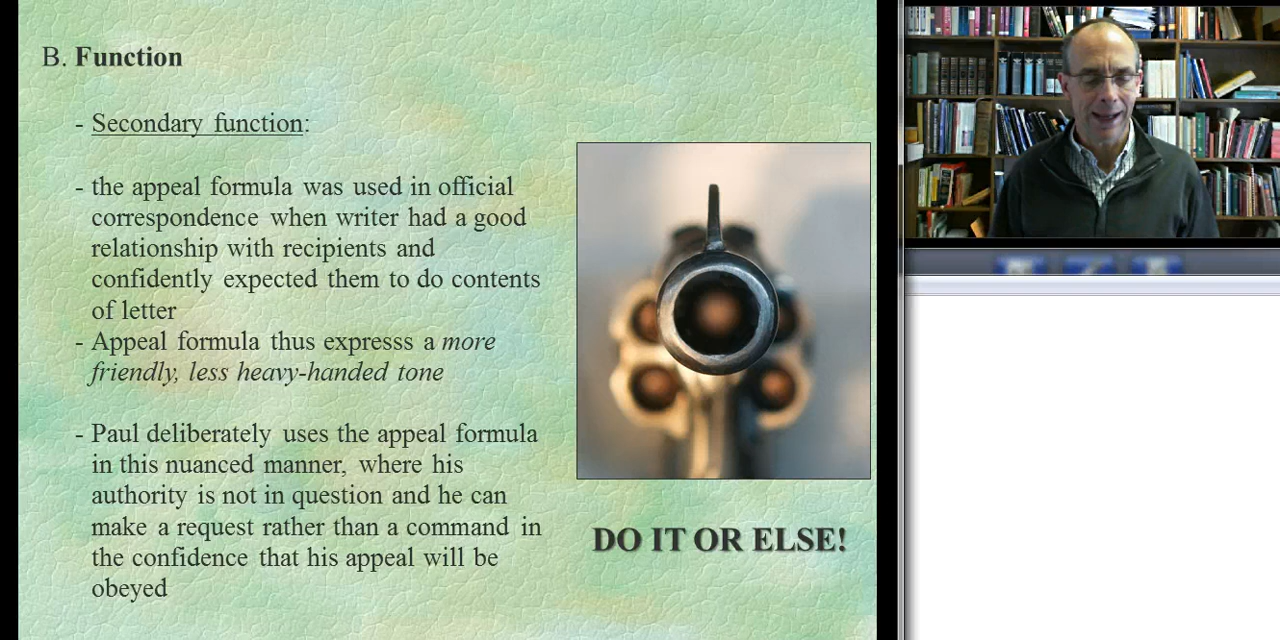 B. Function
- Secondary function:
- the appeal formula was used in official
correspondence when writer had a good
relationship with recipients and
confidently expected them to do contents
of letter
- Appeal formula thus expresss a more
friendly, less heavy-handed tone
- Paul deliberately uses the appeal formula
in this nuanced manner, where his
authority is not in question and he can
make a request rather than a command in
the confidence that his appeal will be
obeyed
DO IT OR ELSE!